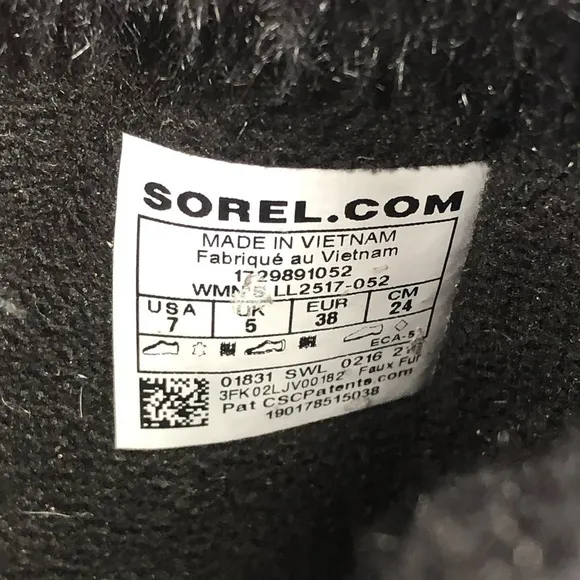 SOREL.COM
MADE IN VIETNAM
Fabriqué au Vietnam
1729891052
WMN'S LL2517-052
USA UK EUR CM
7 5 38 24
ECA-5
01831 SWL 0216
3FK02LJV00182 Faux Fur
Pat CSCPatents.com
190178515038